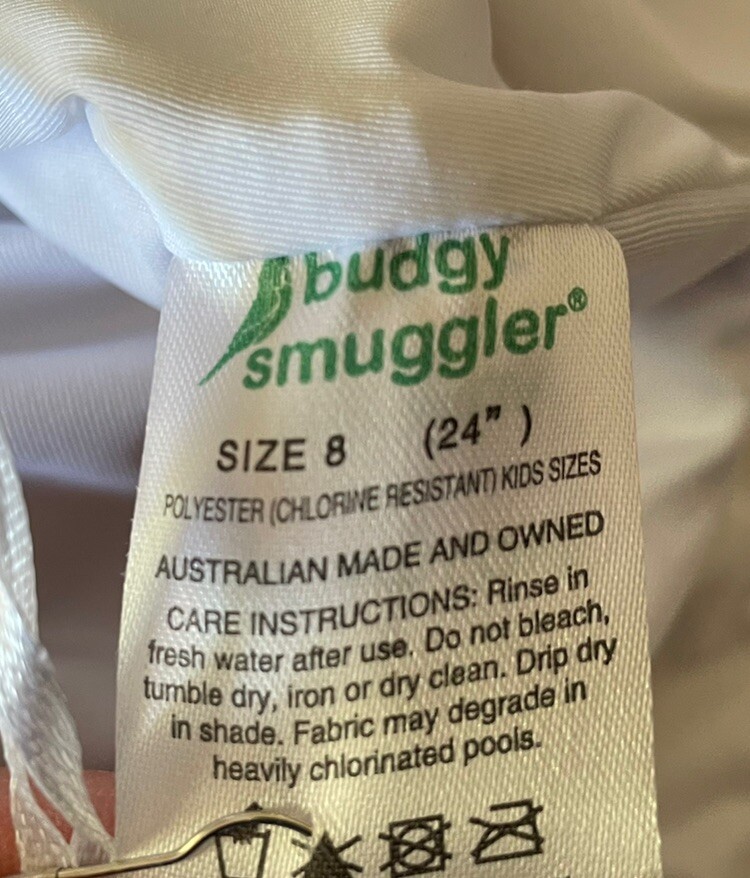 budgy
smuggler®
SIZE 8 (24")
POLYESTER (CHLORINE RESISTANT) KIDS SIZES
AUSTRALIAN MADE AND OWNED
CARE INSTRUCTIONS: Rinse in
fresh water after use. Do not bleach,
tumble dry, iron or dry clean. Drip dry
in shade. Fabric may degrade in
heavily chlorinated pools.